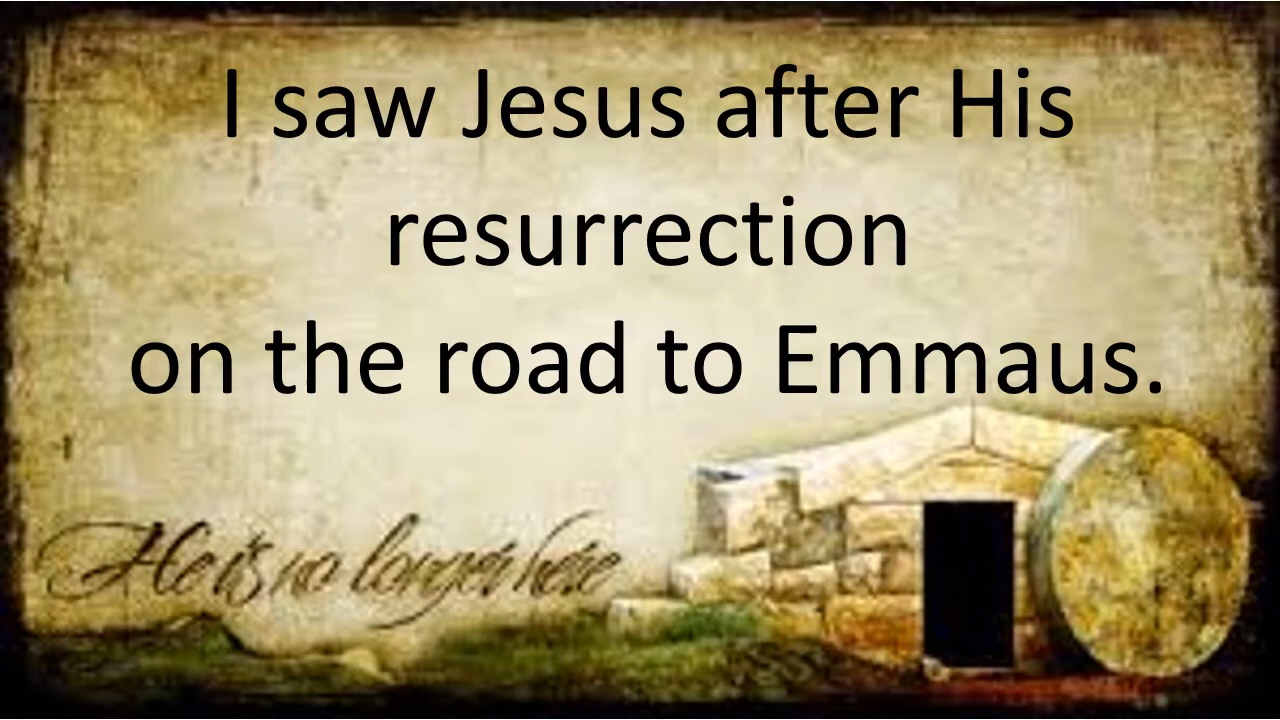 I saw Jesus after His
resurrection
on the road to Emmaus.
He is no longer here